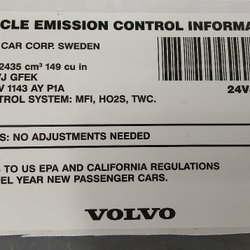 CLE EMISSION CONTROL INFORMA
CAR CORP. SWEDEN
2435 cm³ 149 cu in
VJ GFEK
V 1143 AY P1A
TROL SYSTEM: MFI, HO2S, TWC.
24V
S: NO ADJUSTMENTS NEEDED
S TO US EPA AND CALIFORNIA REGULATIONS
EL YEAR NEW PASSENGER CARS.
VOLVO